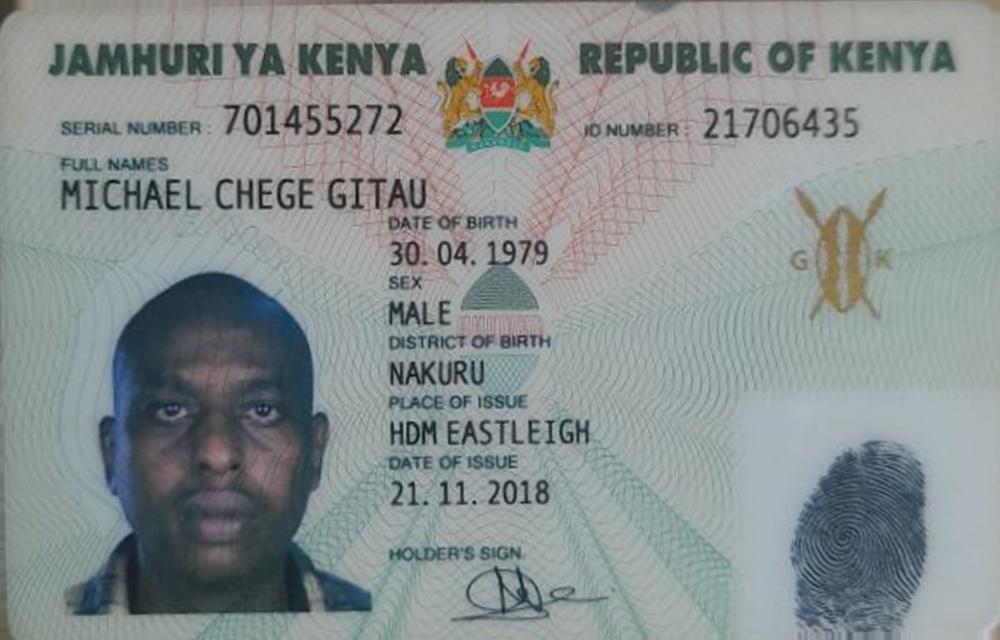 JAMHURI YA KENYA REPUBLIC OF KENYA
SERIAL NUMBER : 701455272 ID NUMBER : 21706435
FULL NAMES
MICHAEL CHEGE GITAU
DATE OF BIRTH
30. 04. 1979
G K
SEX
MALE
DISTRICT OF BIRTH
NAKURU
PLACE OF ISSUE
HDM EASTLEIGH
DATE OF ISSUE
21. 11. 2018
HOLDER'S SIGN.